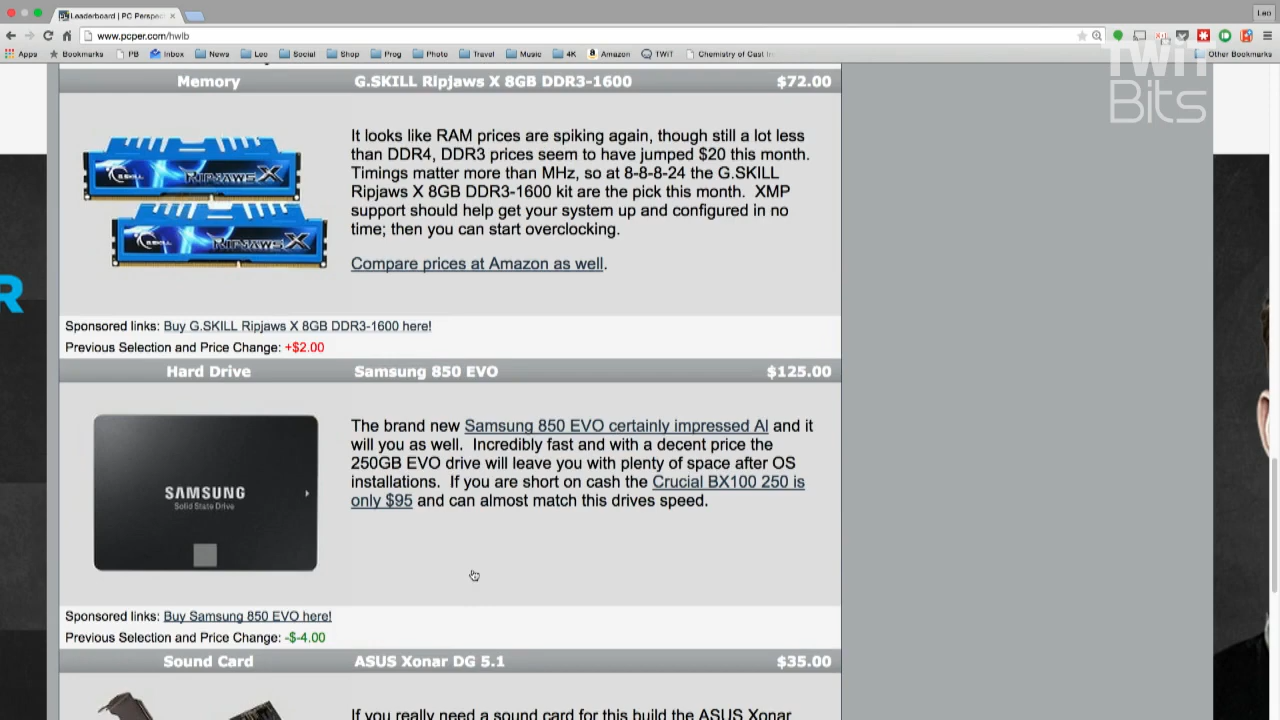 Leaderboard | PC Perspec
Leo
www.pcper.com/hwlb
Apps Bookmarks PB Inbox News Leo Social Shop Prog Photo Travel Music 4K Amazon TWiT Chemistry of Cast Iro Other Bookmarks
TWiT
Bits
Memory G.SKILL Ripjaws X 8GB DDR3-1600 $72.00
It looks like RAM prices are spiking again, though still a lot less
than DDR4, DDR3 prices seem to have jumped $20 this month.
Timings matter more than MHz, so at 8-8-8-24 the G.SKILL
Ripjaws X 8GB DDR3-1600 kit are the pick this month. XMP
support should help get your system up and configured in no
time; then you can start overclocking.
G.SKILL RIPJAWS X
G.SKILL RIPJAWS X
Compare prices at Amazon as well.
R
Sponsored links: Buy G.SKILL Ripjaws X 8GB DDR3-1600 here!
Previous Selection and Price Change: +$2.00
Hard Drive Samsung 850 EVO $125.00
The brand new Samsung 850 EVO certainly impressed Al and it
will you as well. Incredibly fast and with a decent price the
250GB EVO drive will leave you with plenty of space after OS
installations. If you are short on cash the Crucial BX100 250 is
only $95 and can almost match this drives speed.
SAMSUNG
Solid State Drive
Sponsored links: Buy Samsung 850 EVO here!
Previous Selection and Price Change: -$-4.00
Sound Card ASUS Xonar DG 5.1 $35.00
If you really need a sound card for this build the ASUS Xonar